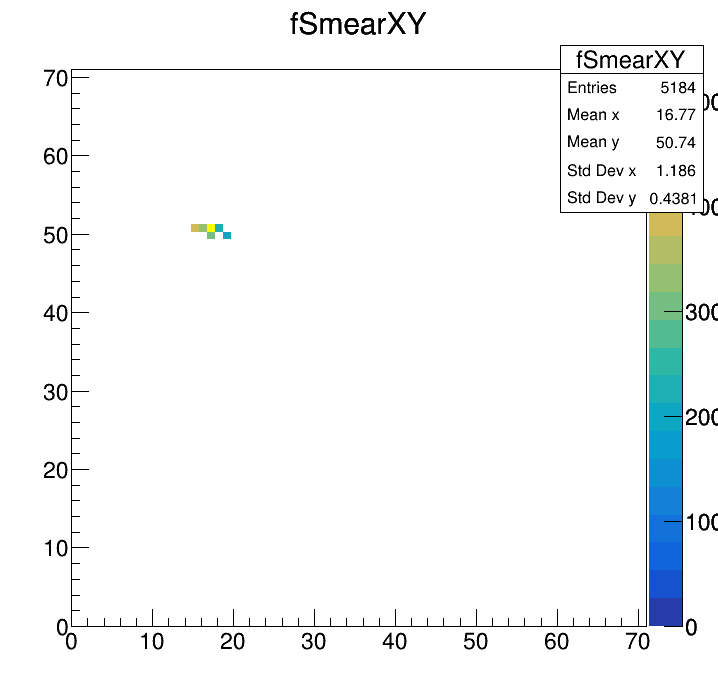 fSmearXY
fSmearXY
Entries 5184
Mean x 16.77
Mean y 50.74
Std Dev x 1.186
Std Dev y 0.4381
70
60
50
40
30
20
10
0
0 10 20 30 40 50 60 70
300
200
100
0